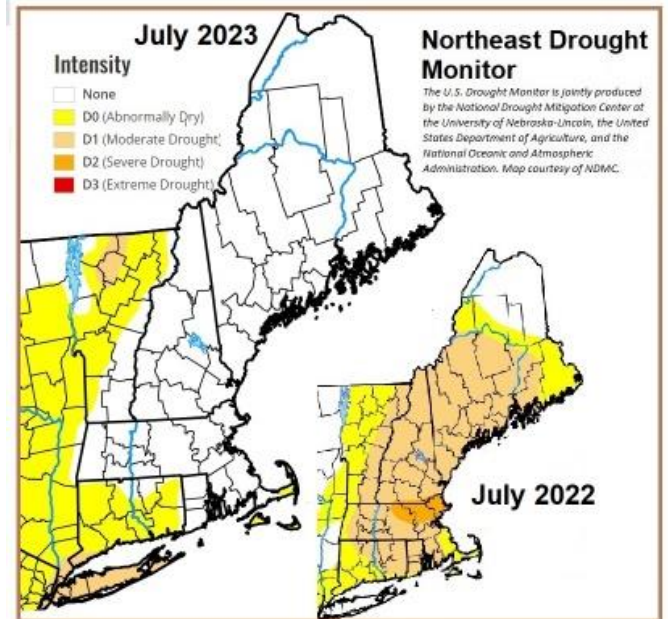 July 2023
Intensity
None
D0 (Abnormally Dry)
D1 (Moderate Drought)
D2 (Severe Drought)
D3 (Extreme Drought)
Northeast Drought
Monitor
The U.S. Drought Monitor is jointly produced
by the National Drought Mitigation Center at
the University of Nebraska-Lincoln, the United
States Department of Agriculture, and the
National Oceanic and Atmospheric
Administration. Map courtesy of NDMC.
July 2022